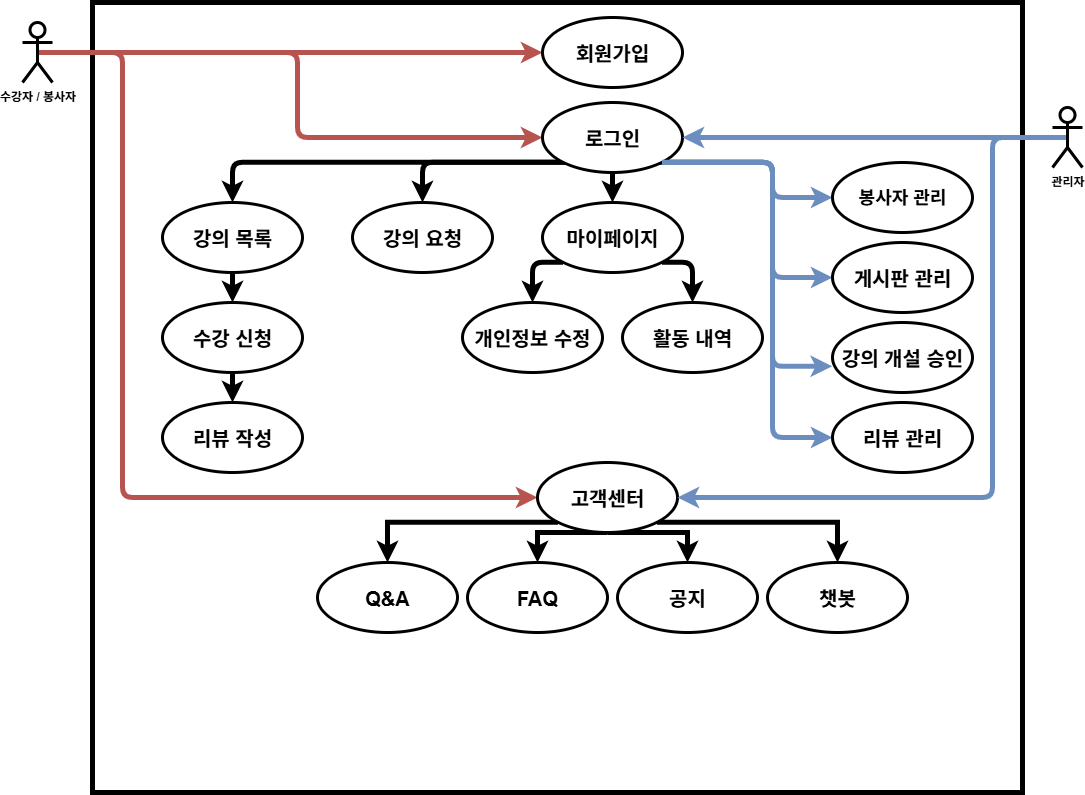 회원가입
수강자 / 봉사자
로그인
관리자
봉사자 관리
강의 목록
강의 요청
마이페이지
게시판 관리
수강 신청
개인정보 수정
활동 내역
강의 개설 승인
리뷰 작성
리뷰 관리
고객센터
Q&A
FAQ
공지
챗봇